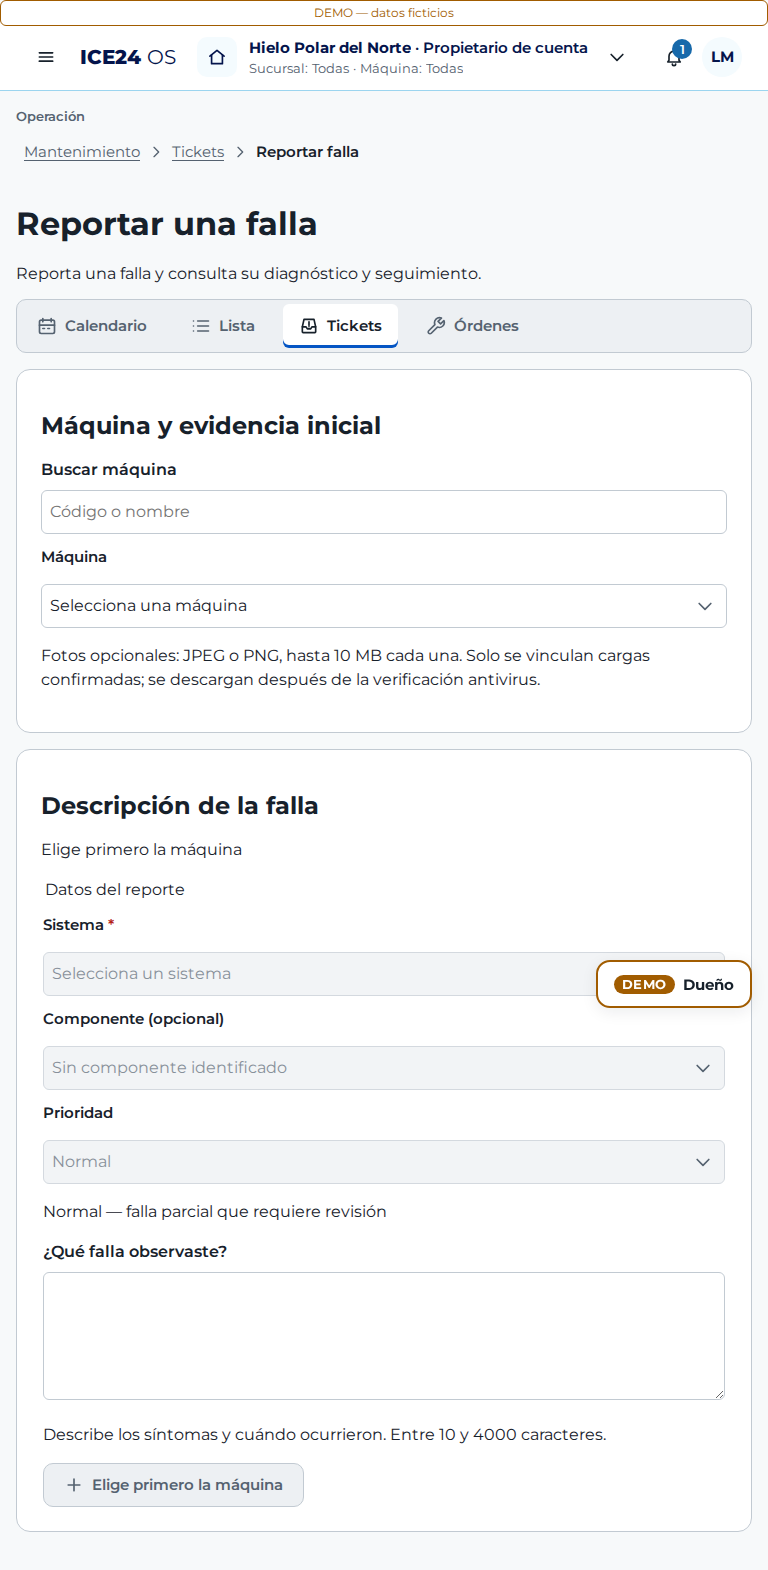 DEMO — datos ficticios
ICE24 OS
Hielo Polar del Norte · Propietario de cuenta
Sucursal: Todas · Máquina: Todas
1
LM
Operación
Mantenimiento > Tickets > Reportar falla
Reportar una falla
Reporta una falla y consulta su diagnóstico y seguimiento.
Calendario Lista Tickets Órdenes
Máquina y evidencia inicial
Buscar máquina
Código o nombre
Máquina
Selecciona una máquina
Fotos opcionales: JPEG o PNG, hasta 10 MB cada una. Solo se vinculan cargas
confirmadas; se descargan después de la verificación antivirus.
Descripción de la falla
Elige primero la máquina
Datos del reporte
Sistema *
Selecciona un sistema
DEMO Dueño
Componente (opcional)
Sin componente identificado
Prioridad
Normal
Normal — falla parcial que requiere revisión
¿Qué falla observaste?
Describe los síntomas y cuándo ocurrieron. Entre 10 y 4000 caracteres.
Elige primero la máquina